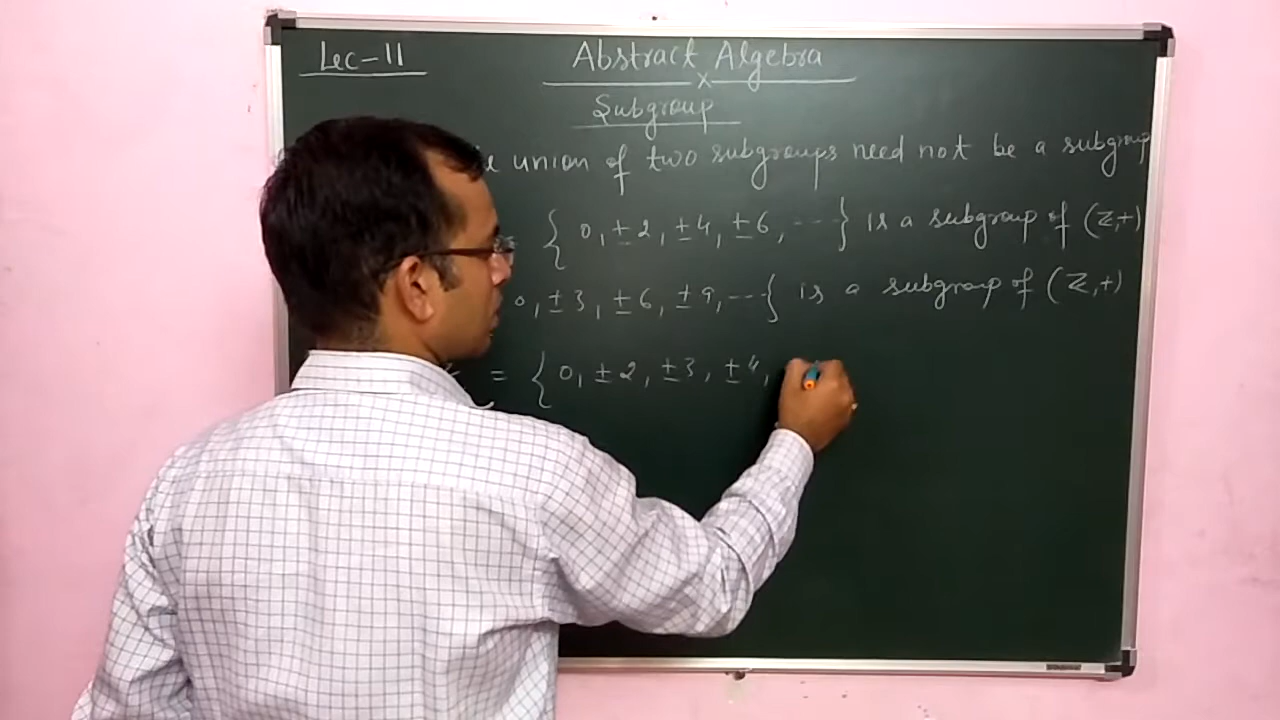 Lec-11
Abstract Algebra
x
Subgroup
union of two subgroups need not be a subgroup
= { 0, ±2, ±4, ±6, ---} is a subgroup of (Z,+)
0, ±3, ±6, ±9, ---} is a subgroup of (Z,+)
= { 0, ±2, ±3, ±4,